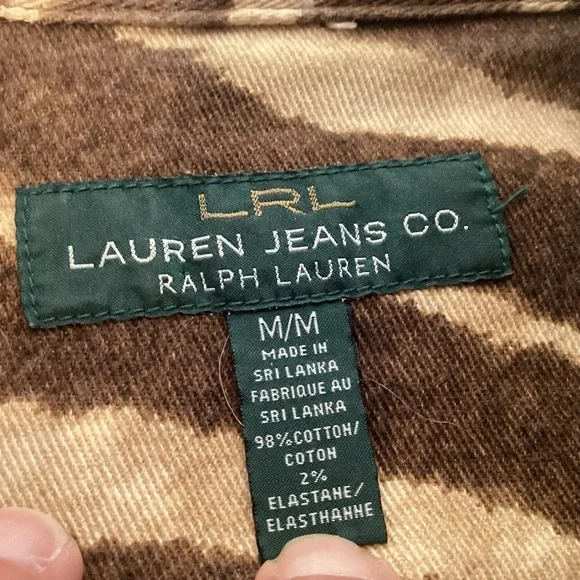 LRL
LAUREN JEANS CO.
RALPH LAUREN
M/M
MADE IN
SRI LANKA
FABRIQUE AU
SRI LANKA
98% COTTON/
COTON
2%
ELASTANE/
ELASTHANNE